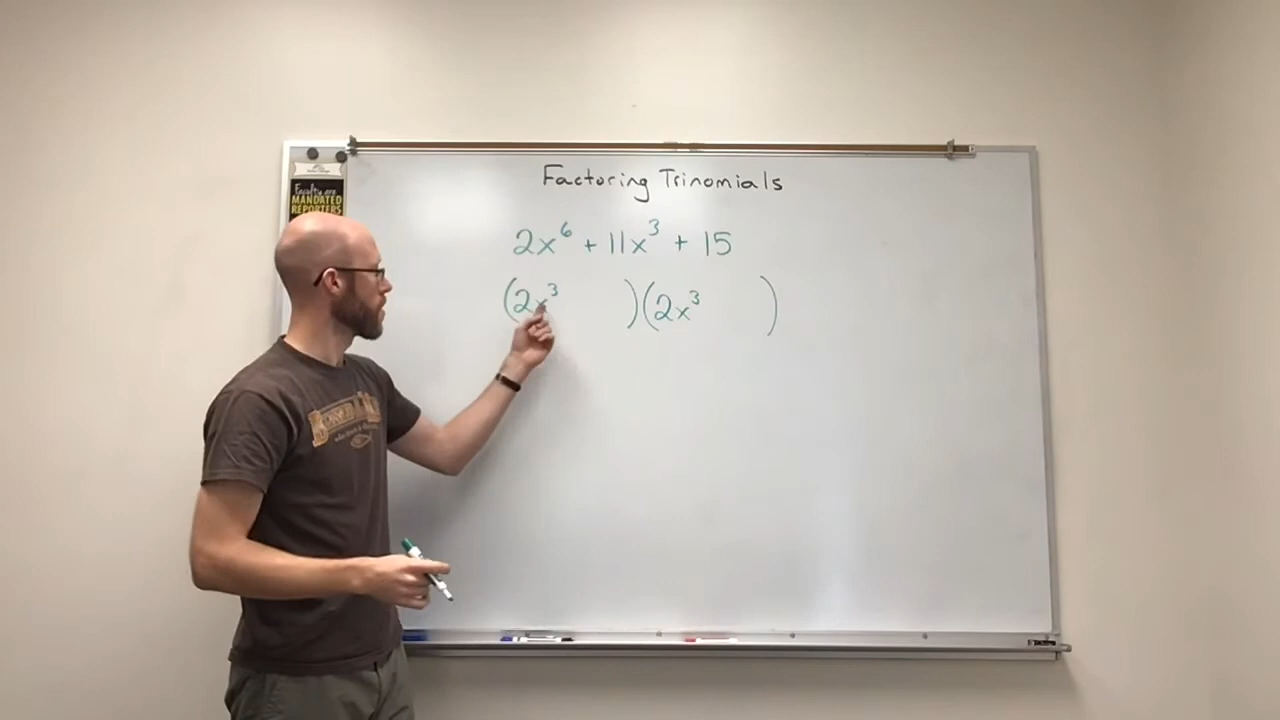 Factoring Trinomials
Faculty are
MANDATED
REPORTERS
2x⁶ + 11x³ + 15
(2x³ )(2x³ )